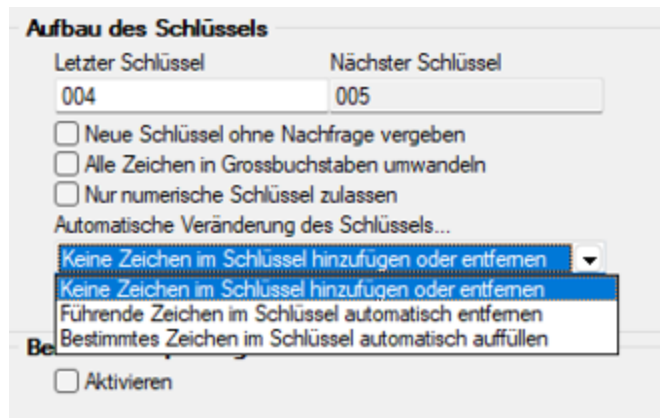 Aufbau des Schlüssels
Letzter Schlüssel Nächster Schlüssel
004 005
Neue Schlüssel ohne Nachfrage vergeben
Alle Zeichen in Grossbuchstaben umwandeln
Nur numerische Schlüssel zulassen
Automatische Veränderung des Schlüssels...
Keine Zeichen im Schlüssel hinzufügen oder entfernen
Keine Zeichen im Schlüssel hinzufügen oder entfernen
Führende Zeichen im Schlüssel automatisch entfernen
Bestimmtes Zeichen im Schlüssel automatisch auffüllen
Aktivieren